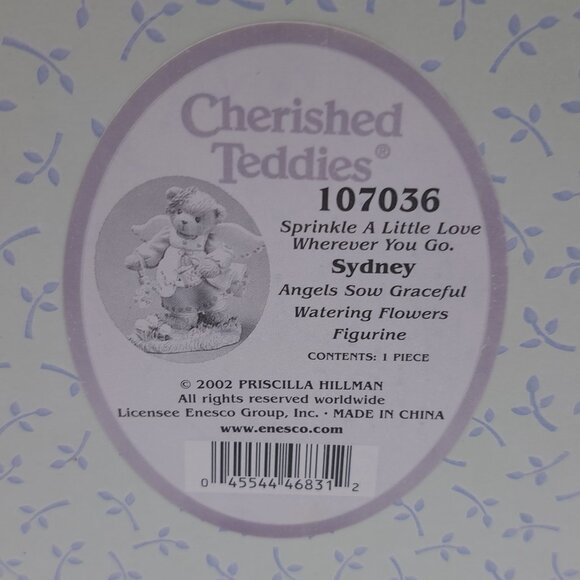 Cherished
Teddies®
107036
Sprinkle A Little Love
Wherever You Go.
Sydney
Angels Sow Graceful
Watering Flowers
Figurine
CONTENTS: 1 PIECE
© 2002 PRISCILLA HILLMAN
All rights reserved worldwide
Licensee Enesco Group, Inc. · MADE IN CHINA
www.enesco.com
0 45544 46831 2